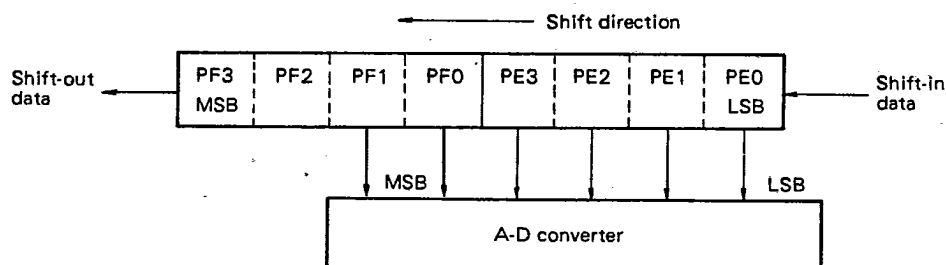 Shift direction
Shift-out data
PF3 PF2 PF1 PF0 PE3 PE2 PE1 PE0
MSB LSB
Shift-in data
MSB LSB
A-D converter